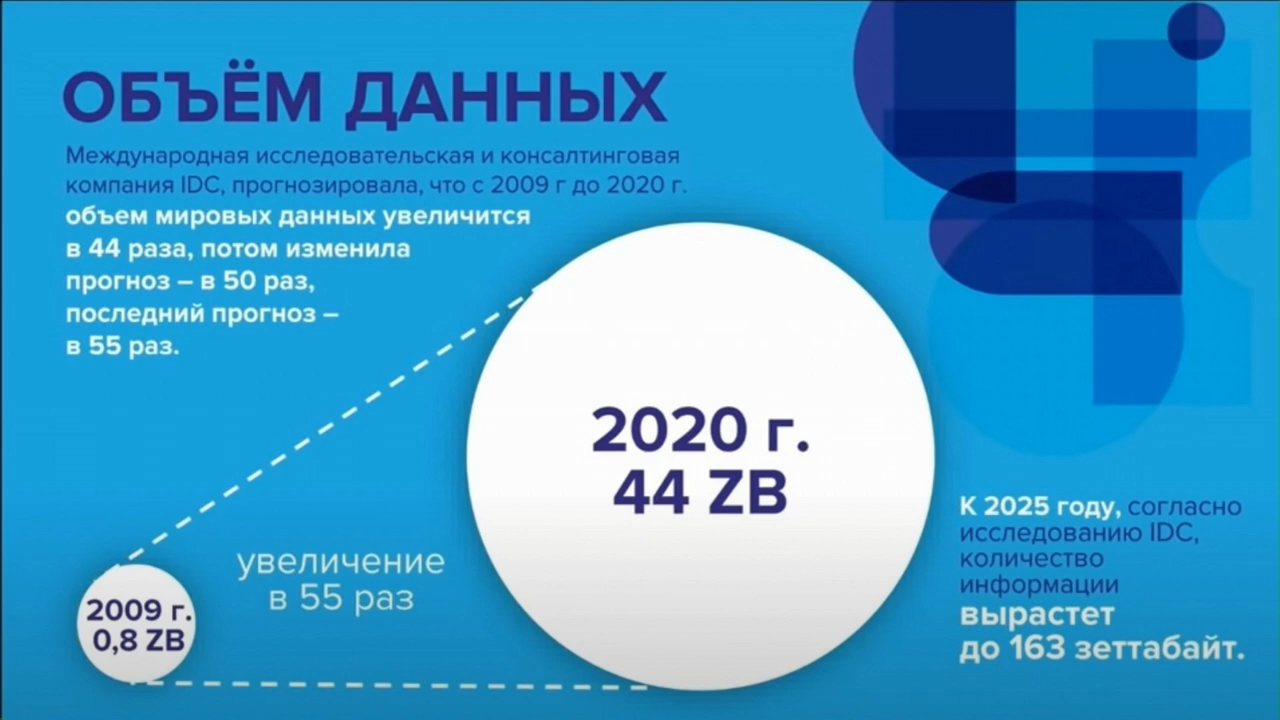 ОБЪЁМ ДАННЫХ
Международная исследовательская и консалтинговая
компания IDC, прогнозировала, что с 2009 г до 2020 г.
объем мировых данных увеличится
в 44 раза, потом изменила
прогноз – в 50 раз,
последний прогноз –
в 55 раз.
2020 г.
44 ZB
увеличение
в 55 раз
2009 г.
0,8 ZB
К 2025 году, согласно
исследованию IDC,
количество
информации
вырастет
до 163 зеттабайт.